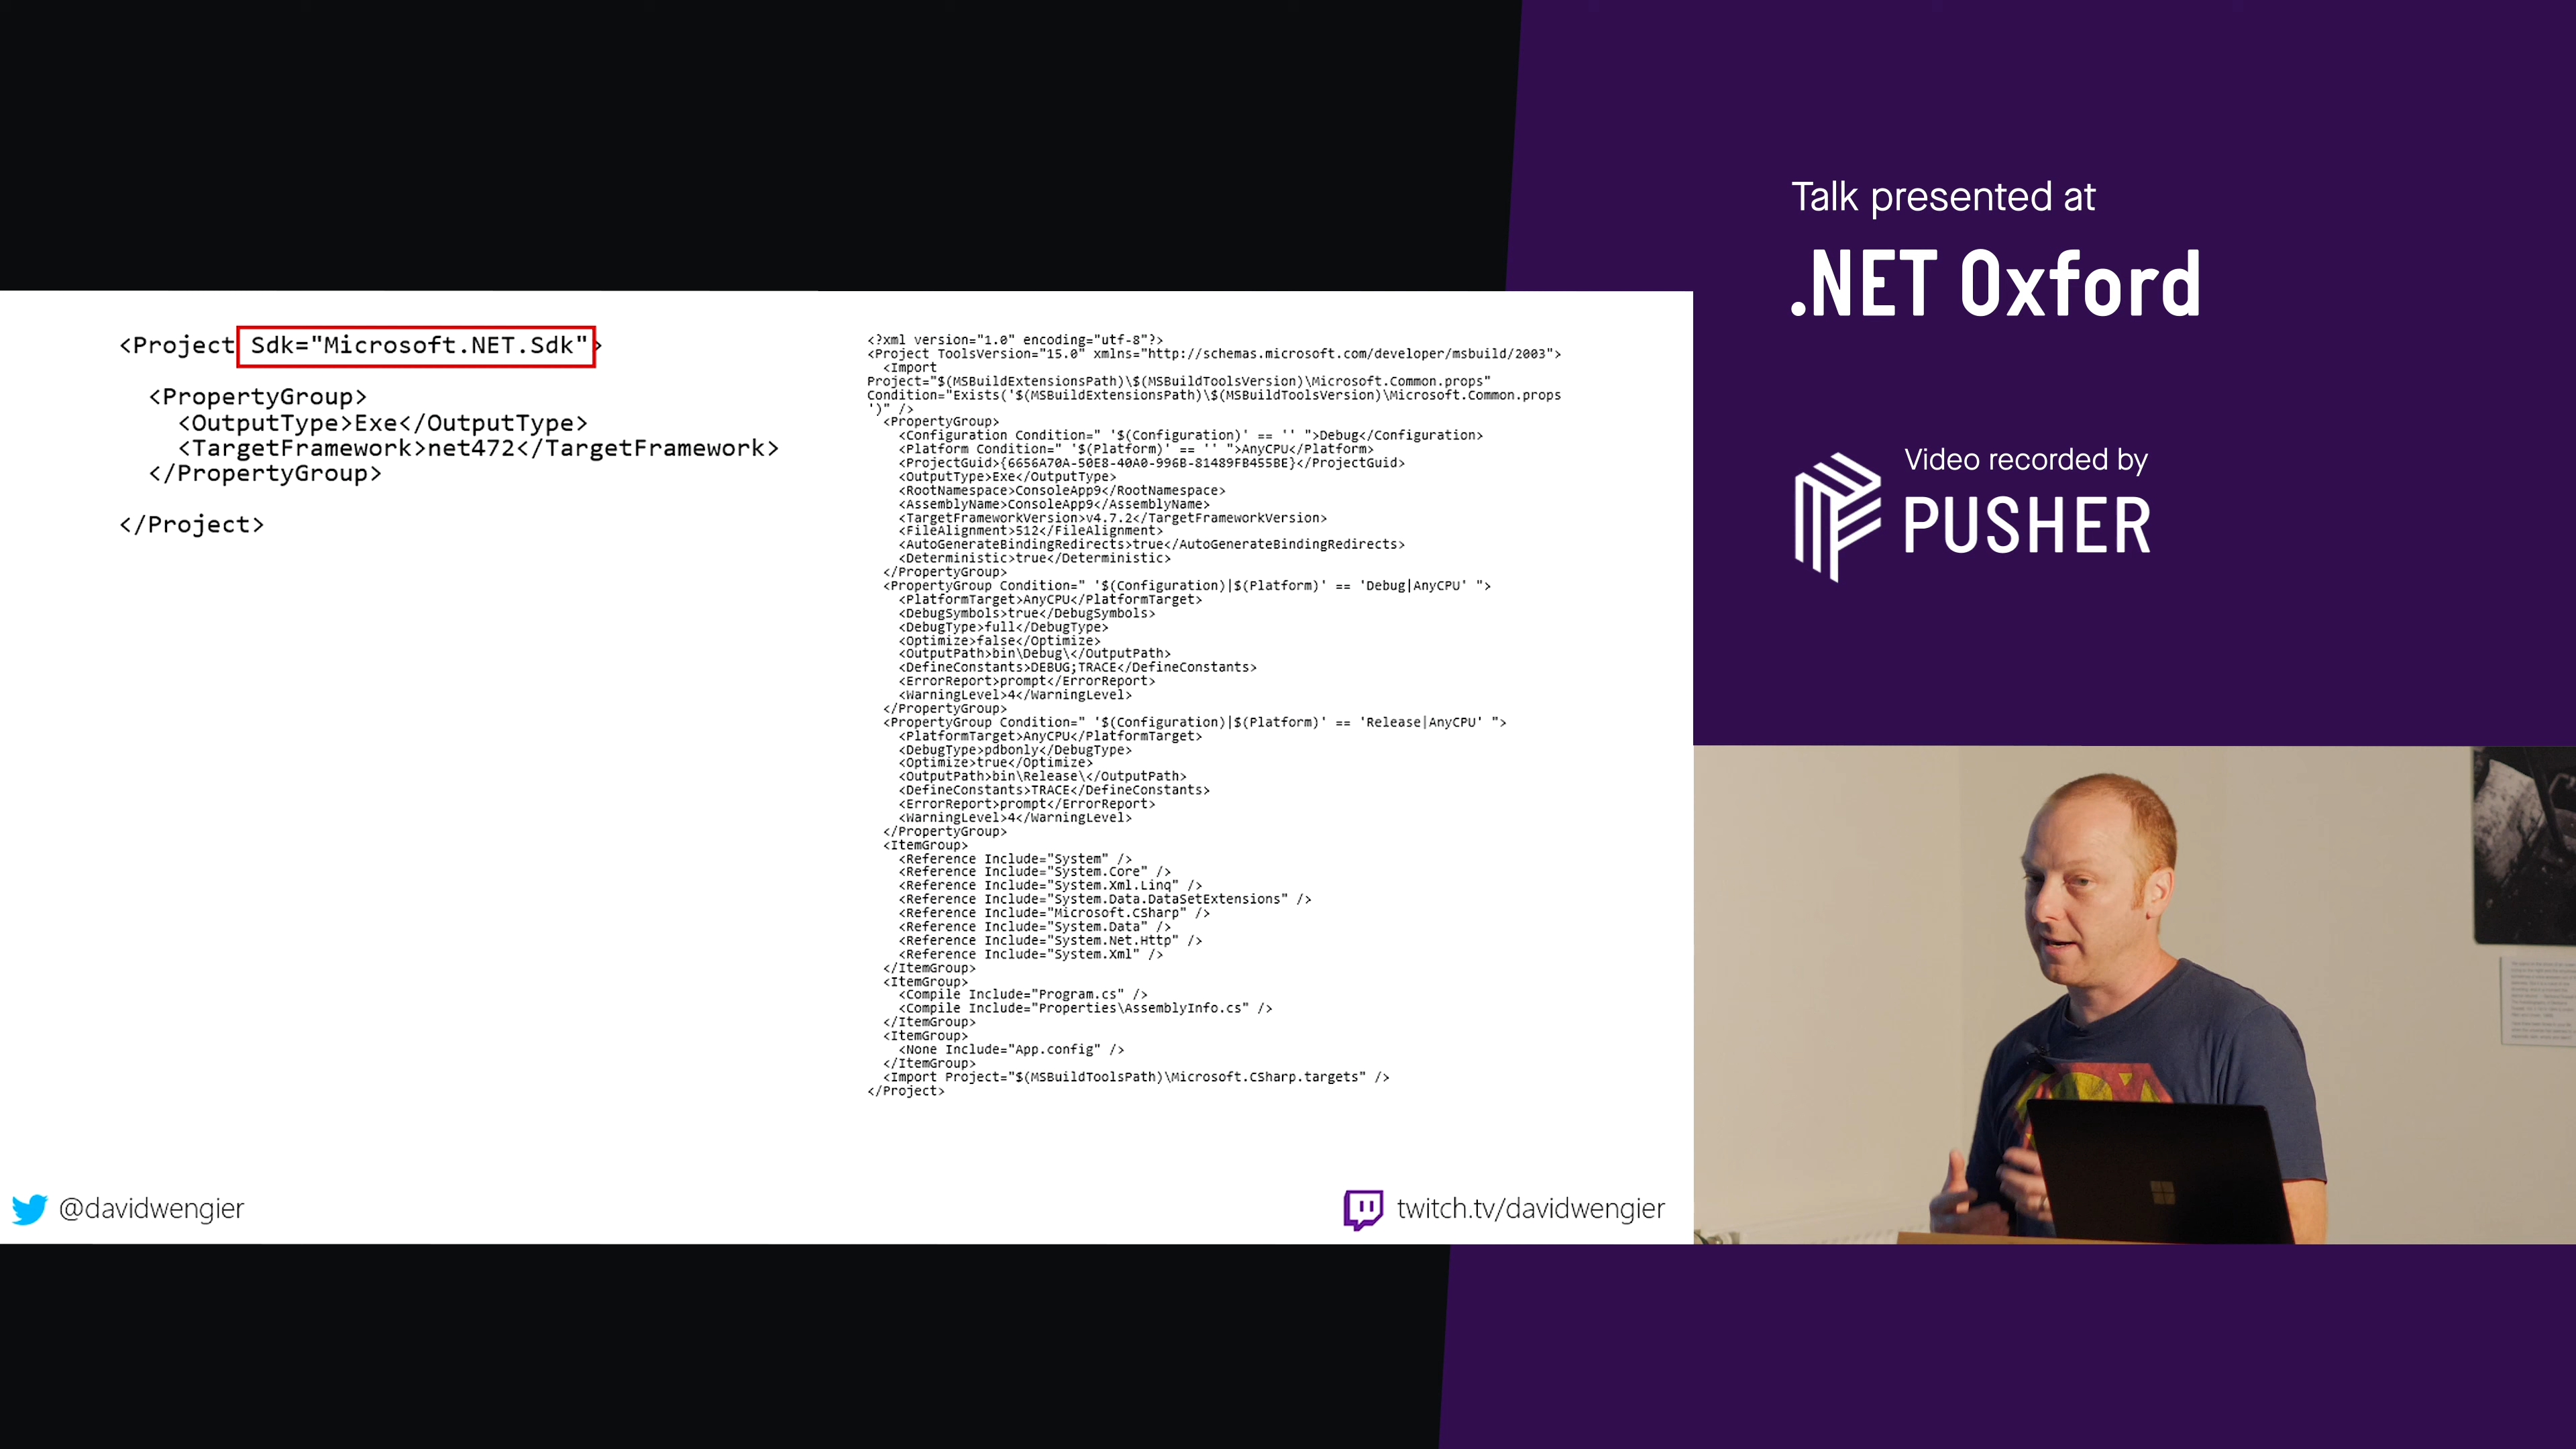 <Project Sdk="Microsoft.NET.Sdk">
<PropertyGroup>
<OutputType>Exe</OutputType>
<TargetFramework>net472</TargetFramework>
</PropertyGroup>
</Project>
<?xml version="1.0" encoding="utf-8"?>
<Project ToolsVersion="15.0" xmlns="http://schemas.microsoft.com/developer/msbuild/2003">
<Import
Project="$(MSBuildExtensionsPath)\$(MSBuildToolsVersion)\Microsoft.Common.props"
Condition="Exists('$(MSBuildExtensionsPath)\$(MSBuildToolsVersion)\Microsoft.Common.props
')" />
<PropertyGroup>
<Configuration Condition=" '$(Configuration)' == '' ">Debug</Configuration>
<Platform Condition=" '$(Platform)' == '' ">AnyCPU</Platform>
<ProjectGuid>{6656A70A-50E8-40A0-996B-81489FB455BE}</ProjectGuid>
<OutputType>Exe</OutputType>
<RootNamespace>ConsoleApp9</RootNamespace>
<AssemblyName>ConsoleApp9</AssemblyName>
<TargetFrameworkVersion>v4.7.2</TargetFrameworkVersion>
<FileAlignment>512</FileAlignment>
<AutoGenerateBindingRedirects>true</AutoGenerateBindingRedirects>
<Deterministic>true</Deterministic>
</PropertyGroup>
<PropertyGroup Condition=" '$(Configuration)|$(Platform)' == 'Debug|AnyCPU' ">
<PlatformTarget>AnyCPU</PlatformTarget>
<DebugSymbols>true</DebugSymbols>
<DebugType>full</DebugType>
<Optimize>false</Optimize>
<OutputPath>bin\Debug\</OutputPath>
<DefineConstants>DEBUG;TRACE</DefineConstants>
<ErrorReport>prompt</ErrorReport>
<WarningLevel>4</WarningLevel>
</PropertyGroup>
<PropertyGroup Condition=" '$(Configuration)|$(Platform)' == 'Release|AnyCPU' ">
<PlatformTarget>AnyCPU</PlatformTarget>
<DebugType>pdbonly</DebugType>
<Optimize>true</Optimize>
<OutputPath>bin\Release\</OutputPath>
<DefineConstants>TRACE</DefineConstants>
<ErrorReport>prompt</ErrorReport>
<WarningLevel>4</WarningLevel>
</PropertyGroup>
<ItemGroup>
<Reference Include="System" />
<Reference Include="System.Core" />
<Reference Include="System.Xml.Linq" />
<Reference Include="System.Data.DataSetExtensions" />
<Reference Include="Microsoft.CSharp" />
<Reference Include="System.Data" />
<Reference Include="System.Net.Http" />
<Reference Include="System.Xml" />
</ItemGroup>
<ItemGroup>
<Compile Include="Program.cs" />
<Compile Include="Properties\AssemblyInfo.cs" />
</ItemGroup>
<ItemGroup>
<None Include="App.config" />
</ItemGroup>
<Import Project="$(MSBuildToolsPath)\Microsoft.CSharp.targets" />
</Project>
@davidwengier
twitch.tv/davidwengier
Talk presented at
.NET Oxford
Video recorded by
PUSHER